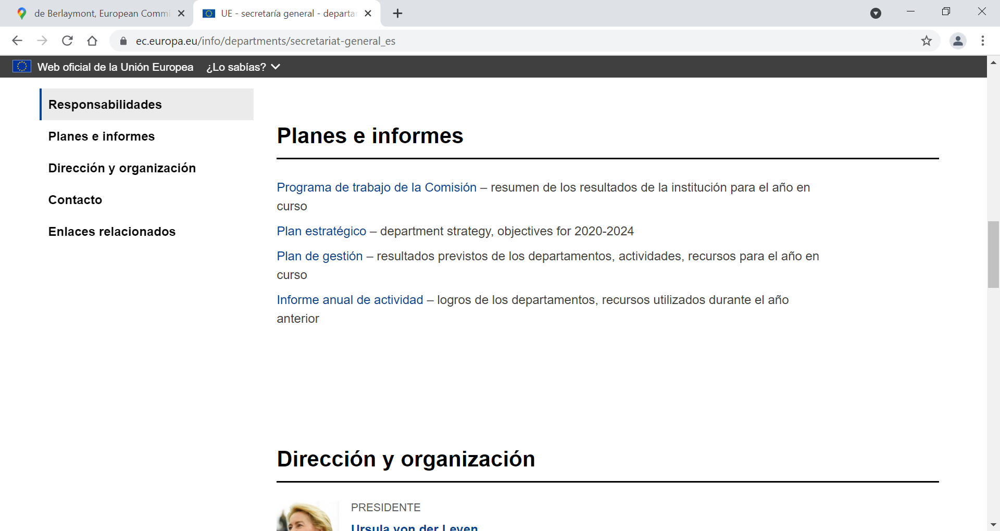 de Berlaymont, European Commi
UE - secretaría general - departa
ec.europa.eu/info/departments/secretariat-general_es
Web oficial de la Unión Europea ¿Lo sabías?
Responsabilidades
Planes e informes
Dirección y organización
Contacto
Enlaces relacionados
Planes e informes
Programa de trabajo de la Comisión – resumen de los resultados de la institución para el año en
curso
Plan estratégico – department strategy, objectives for 2020-2024
Plan de gestión – resultados previstos de los departamentos, actividades, recursos para el año en
curso
Informe anual de actividad – logros de los departamentos, recursos utilizados durante el año
anterior
Dirección y organización
PRESIDENTE
Ursula von der Leyen